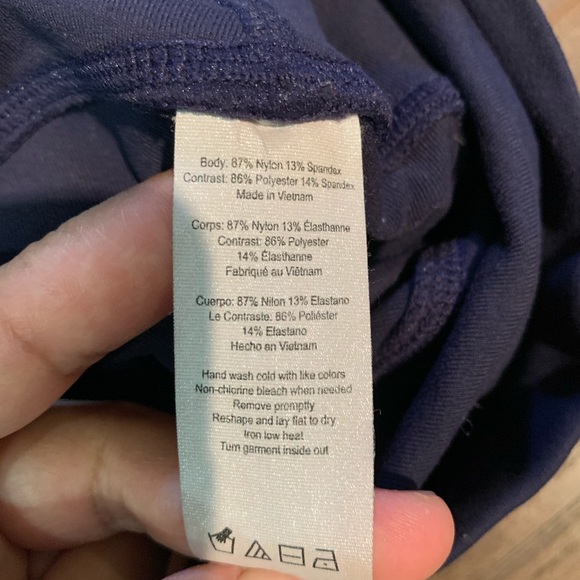 Body: 87% Nylon 13% Spandex
Contrast: 86% Polyester 14% Spandex
Made in Vietnam
Corps: 87% Nylon 13% Élasthanne
Contrast: 86% Polyester
14% Élasthanne
Fabriqué au Viêtnam
Cuerpo: 87% Nilon 13% Elastano
Le Contraste: 86% Poliéster
14% Elastano
Hecho en Vietnam
Hand wash cold with like colors
Non-chlorine bleach when needed
Remove promptly
Reshape and lay flat to dry
Iron low heat
Turn garment inside out